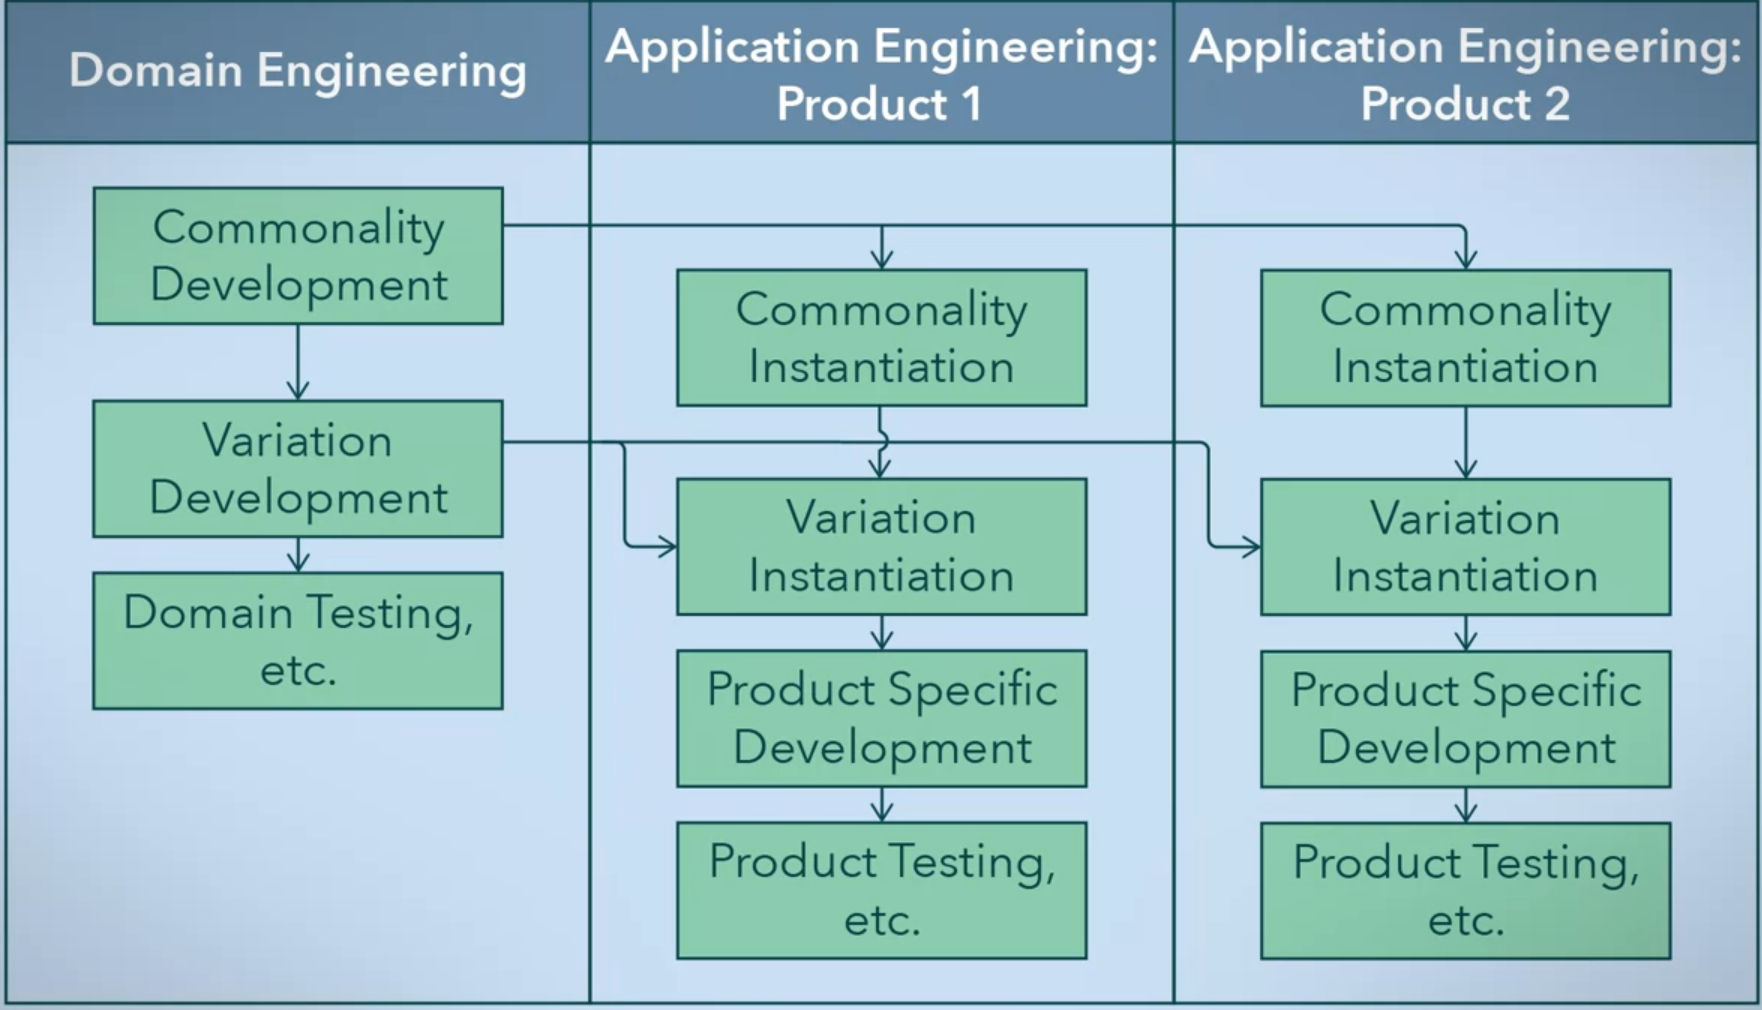 Domain Engineering
Application Engineering:
Product 1
Application Engineering:
Product 2
Commonality
Development
Variation
Development
Domain Testing,
etc.
Commonality
Instantiation
Variation
Instantiation
Product Specific
Development
Product Testing,
etc.
Commonality
Instantiation
Variation
Instantiation
Product Specific
Development
Product Testing,
etc.